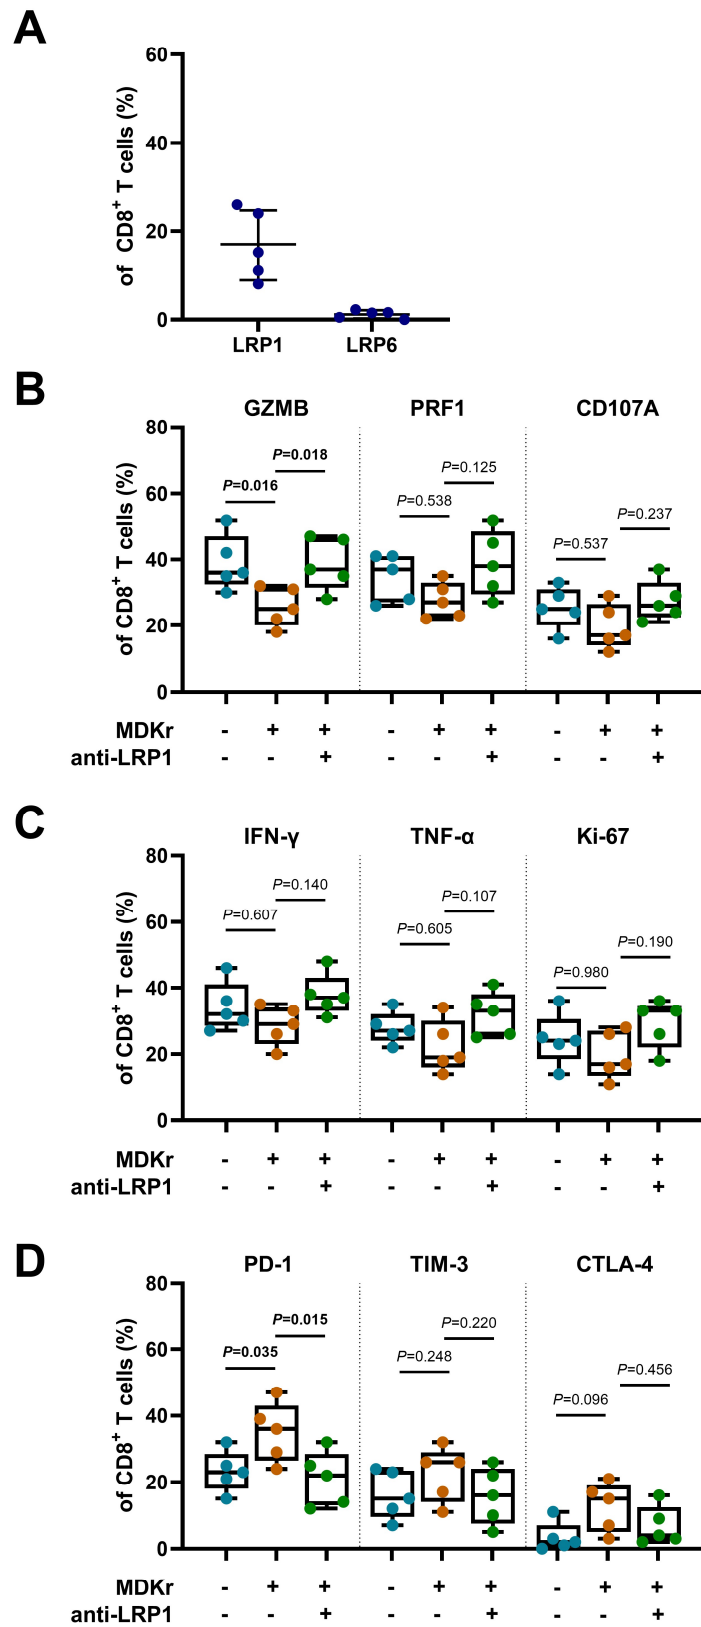 A
of CD8+ T cells (%)
60
40
20
0
LRP1 LRP6
B
GZMB PRF1 CD107A
of CD8+ T cells (%)
80
60
40
20
0
P=0.016
P=0.018
P=0.538
P=0.125
P=0.537
P=0.237
MDKr - + + - + + - + +
anti-LRP1 - - + - - + - - +
C
IFN-γ TNF-α Ki-67
of CD8+ T cells (%)
80
60
40
20
0
P=0.607
P=0.140
P=0.605
P=0.107
P=0.980
P=0.190
MDKr - + + - + + - + +
anti-LRP1 - - + - - + - - +
D
PD-1 TIM-3 CTLA-4
of CD8+ T cells (%)
80
60
40
20
0
P=0.035
P=0.015
P=0.248
P=0.220
P=0.096
P=0.456
MDKr - + + - + + - + +
anti-LRP1 - - + - - + - - +